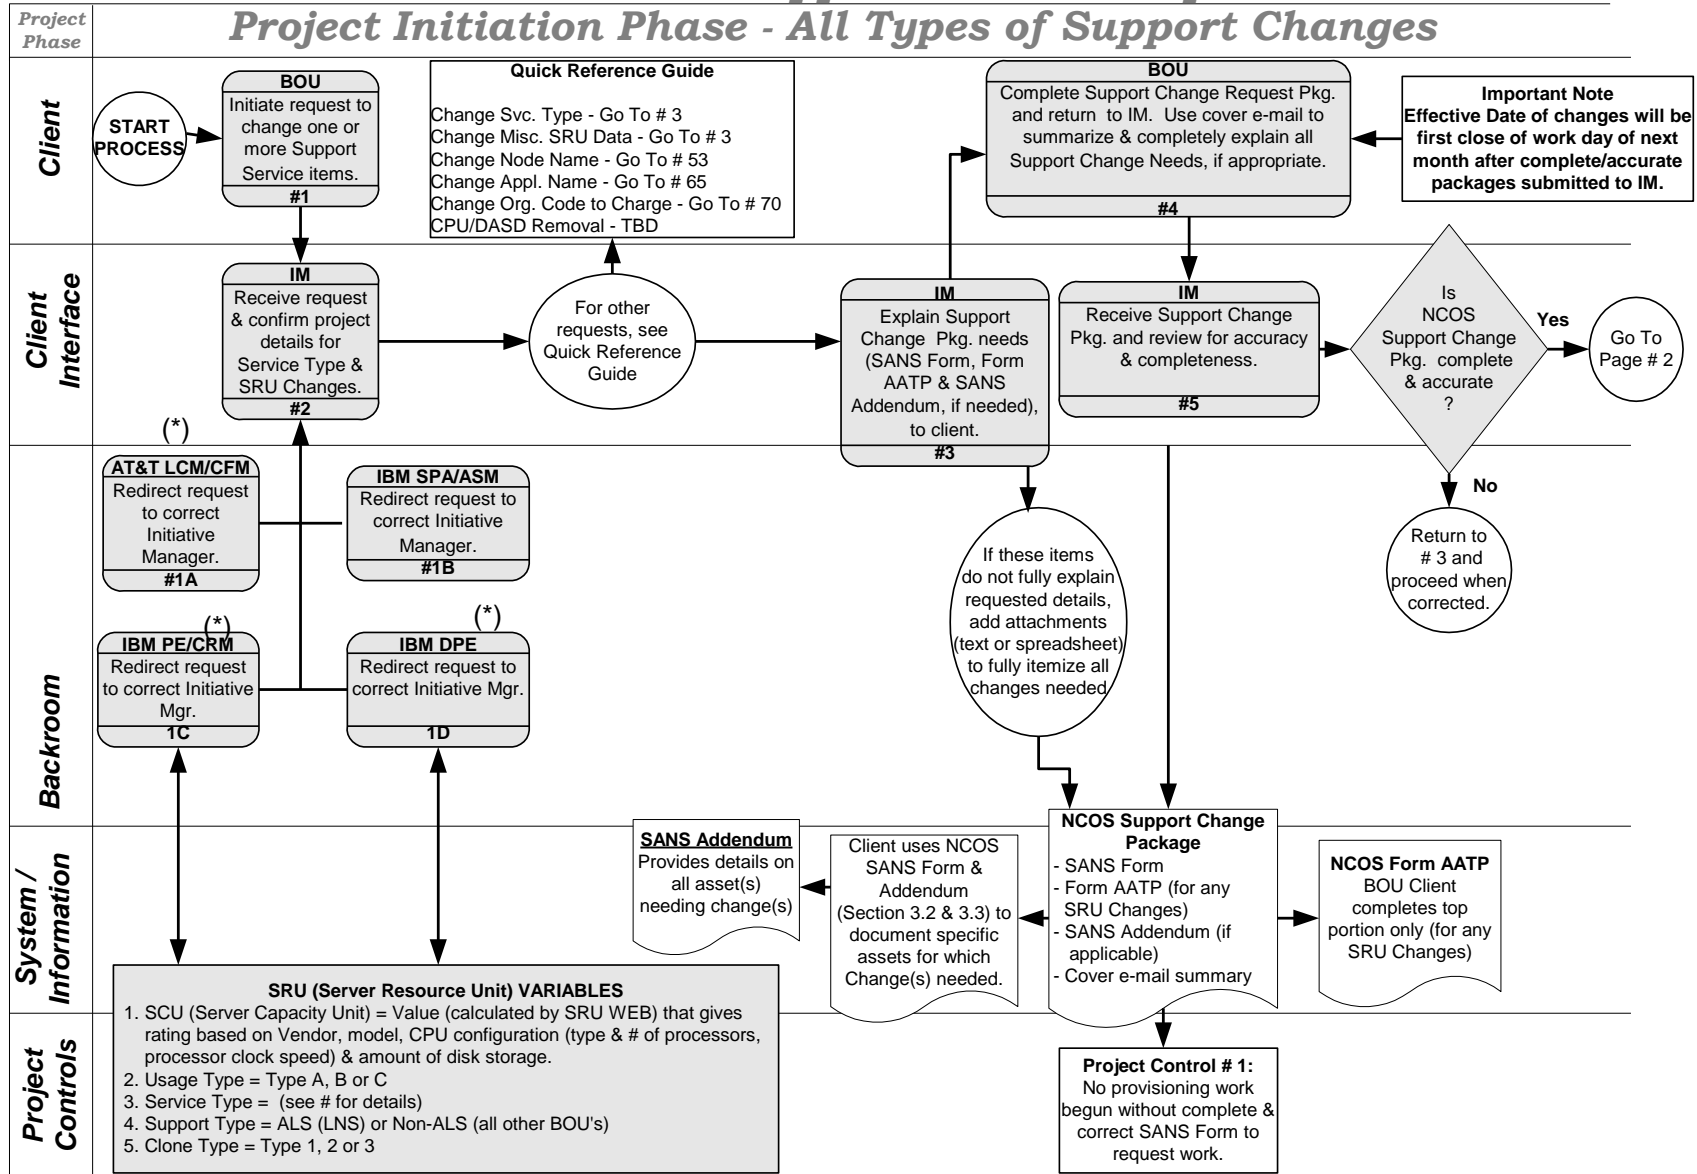 Project
Phase
Project Initiation Phase - All Types of Support Changes
Client
START
PROCESS
BOU
Initiate request to
change one or
more Support
Service items.
#1
Quick Reference Guide
Change Svc. Type - Go To # 3
Change Misc. SRU Data - Go To # 3
Change Node Name - Go To # 53
Change Appl. Name - Go To # 65
Change Org. Code to Charge - Go To # 70
CPU/DASD Removal - TBD
BOU
Complete Support Change Request Pkg.
and return to IM. Use cover e-mail to
summarize & completely explain all
Support Change Needs, if appropriate.
#4
Important Note
Effective Date of changes will be
first close of work day of next
month after complete/accurate
packages submitted to IM.
Client
Interface
IM
Receive request
& confirm project
details for
Service Type &
SRU Changes.
#2
For other
requests, see
Quick Reference
Guide
IM
Explain Support
Change Pkg. needs
(SANS Form, Form
AATP & SANS
Addendum, if needed),
to client.
#3
IM
Receive Support Change
Pkg. and review for accuracy
& completeness.
#5
Is
NCOS
Support Change
Pkg. complete
& accurate
?
Yes
Go To
Page # 2
No
Return to
# 3 and
proceed when
corrected.
Backroom
(*)
AT&T LCM/CFM
Redirect request
to correct
Initiative
Manager.
#1A
IBM SPA/ASM
Redirect request to
correct Initiative
Manager.
#1B
(*)
IBM PE/CRM
Redirect request
to correct Initiative
Mgr.
1C
(*)
IBM DPE
Redirect request to
correct Initiative Mgr.
1D
If these items
do not fully explain
requested details,
add attachments
(text or spreadsheet)
to fully itemize all
changes needed
System /
Information
SANS Addendum
Provides details on
all asset(s)
needing change(s)
Client uses NCOS
SANS Form &
Addendum
(Section 3.2 & 3.3) to
document specific
assets for which
Change(s) needed.
NCOS Support Change
Package
- SANS Form
- Form AATP (for any
SRU Changes)
- SANS Addendum (if
applicable)
- Cover e-mail summary
NCOS Form AATP
BOU Client
completes top
portion only (for any
SRU Changes)
Project
Controls
SRU (Server Resource Unit) VARIABLES
1. SCU (Server Capacity Unit) = Value (calculated by SRU WEB) that gives
rating based on Vendor, model, CPU configuration (type & # of processors,
processor clock speed) & amount of disk storage.
2. Usage Type = Type A, B or C
3. Service Type = (see # for details)
4. Support Type = ALS (LNS) or Non-ALS (all other BOU's)
5. Clone Type = Type 1, 2 or 3
Project Control # 1:
No provisioning work
begun without complete &
correct SANS Form to
request work.